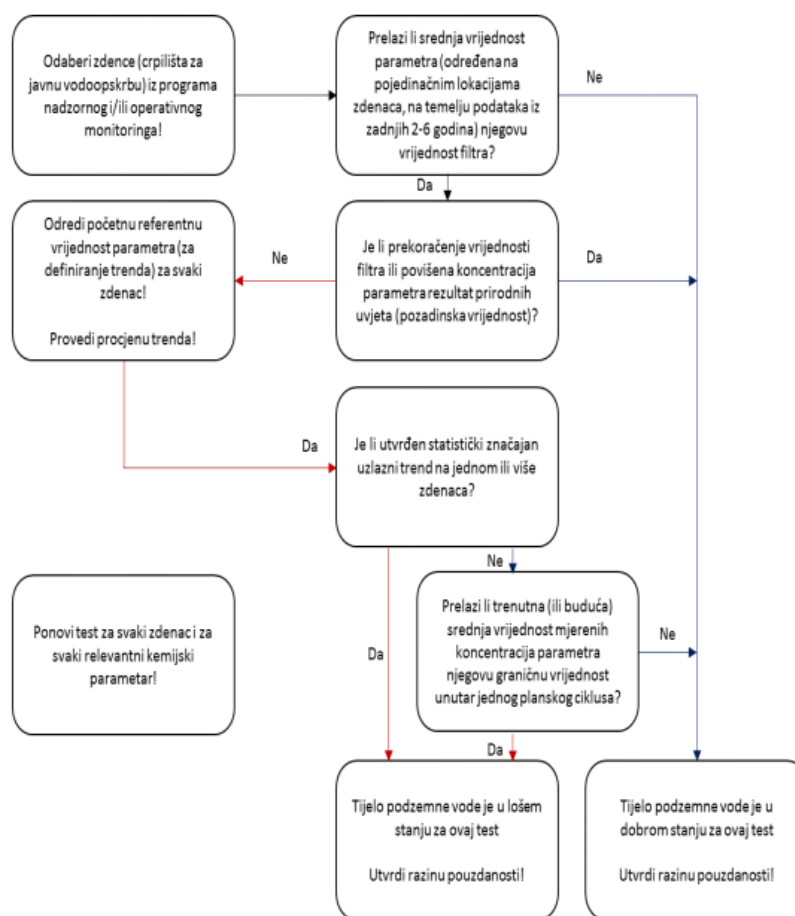 Odaberi zdence (crpilišta za
javnu vodoopskrbu) iz programa
nadzornog i/ili operativnog
monitoringa!
Prelazi li srednja vrijednost
parametra (određena na
pojedinačnim lokacijama
zdenaca, na temelju podataka iz
zadnjih 2-6 godina) njegovu
vrijednost filtra?
Ne
Da
Odredi početnu referentnu
vrijednost parametra (za
definiranje trenda) za svaki
zdenac!
Provedi procjenu trenda!
Ne
Je li prekoračenje vrijednosti
filtra ili povišena koncentracija
parametra rezultat prirodnih
uvjeta (pozadinska vrijednost)?
Da
Da
Je li utvrđen statistički značajan
uzlazni trend na jednom ili više
zdenaca?
Ne
Ponovi test za svaki zdenac i za
svaki relevantni kemijski
parametar!
Da
Prelazi li trenutna (ili buduća)
srednja vrijednost mjerenih
koncentracija parametra
njegovu graničnu vrijednost
unutar jednog planskog ciklusa?
Ne
Da
Tijelo podzemne vode je u lošem
stanju za ovaj test
Utvrdi razinu pouzdanosti!
Tijelo podzemne vode je u
dobrom stanju za ovaj test
Utvrdi razinu pouzdanosti!